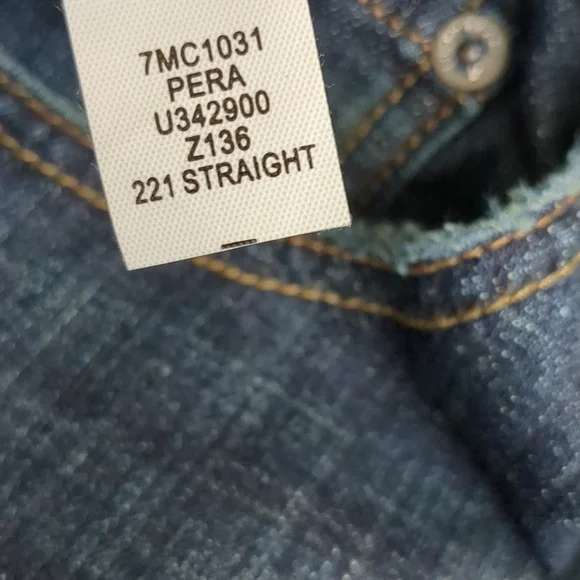 7MC1031
PERA
U342900
Z136
221 STRAIGHT